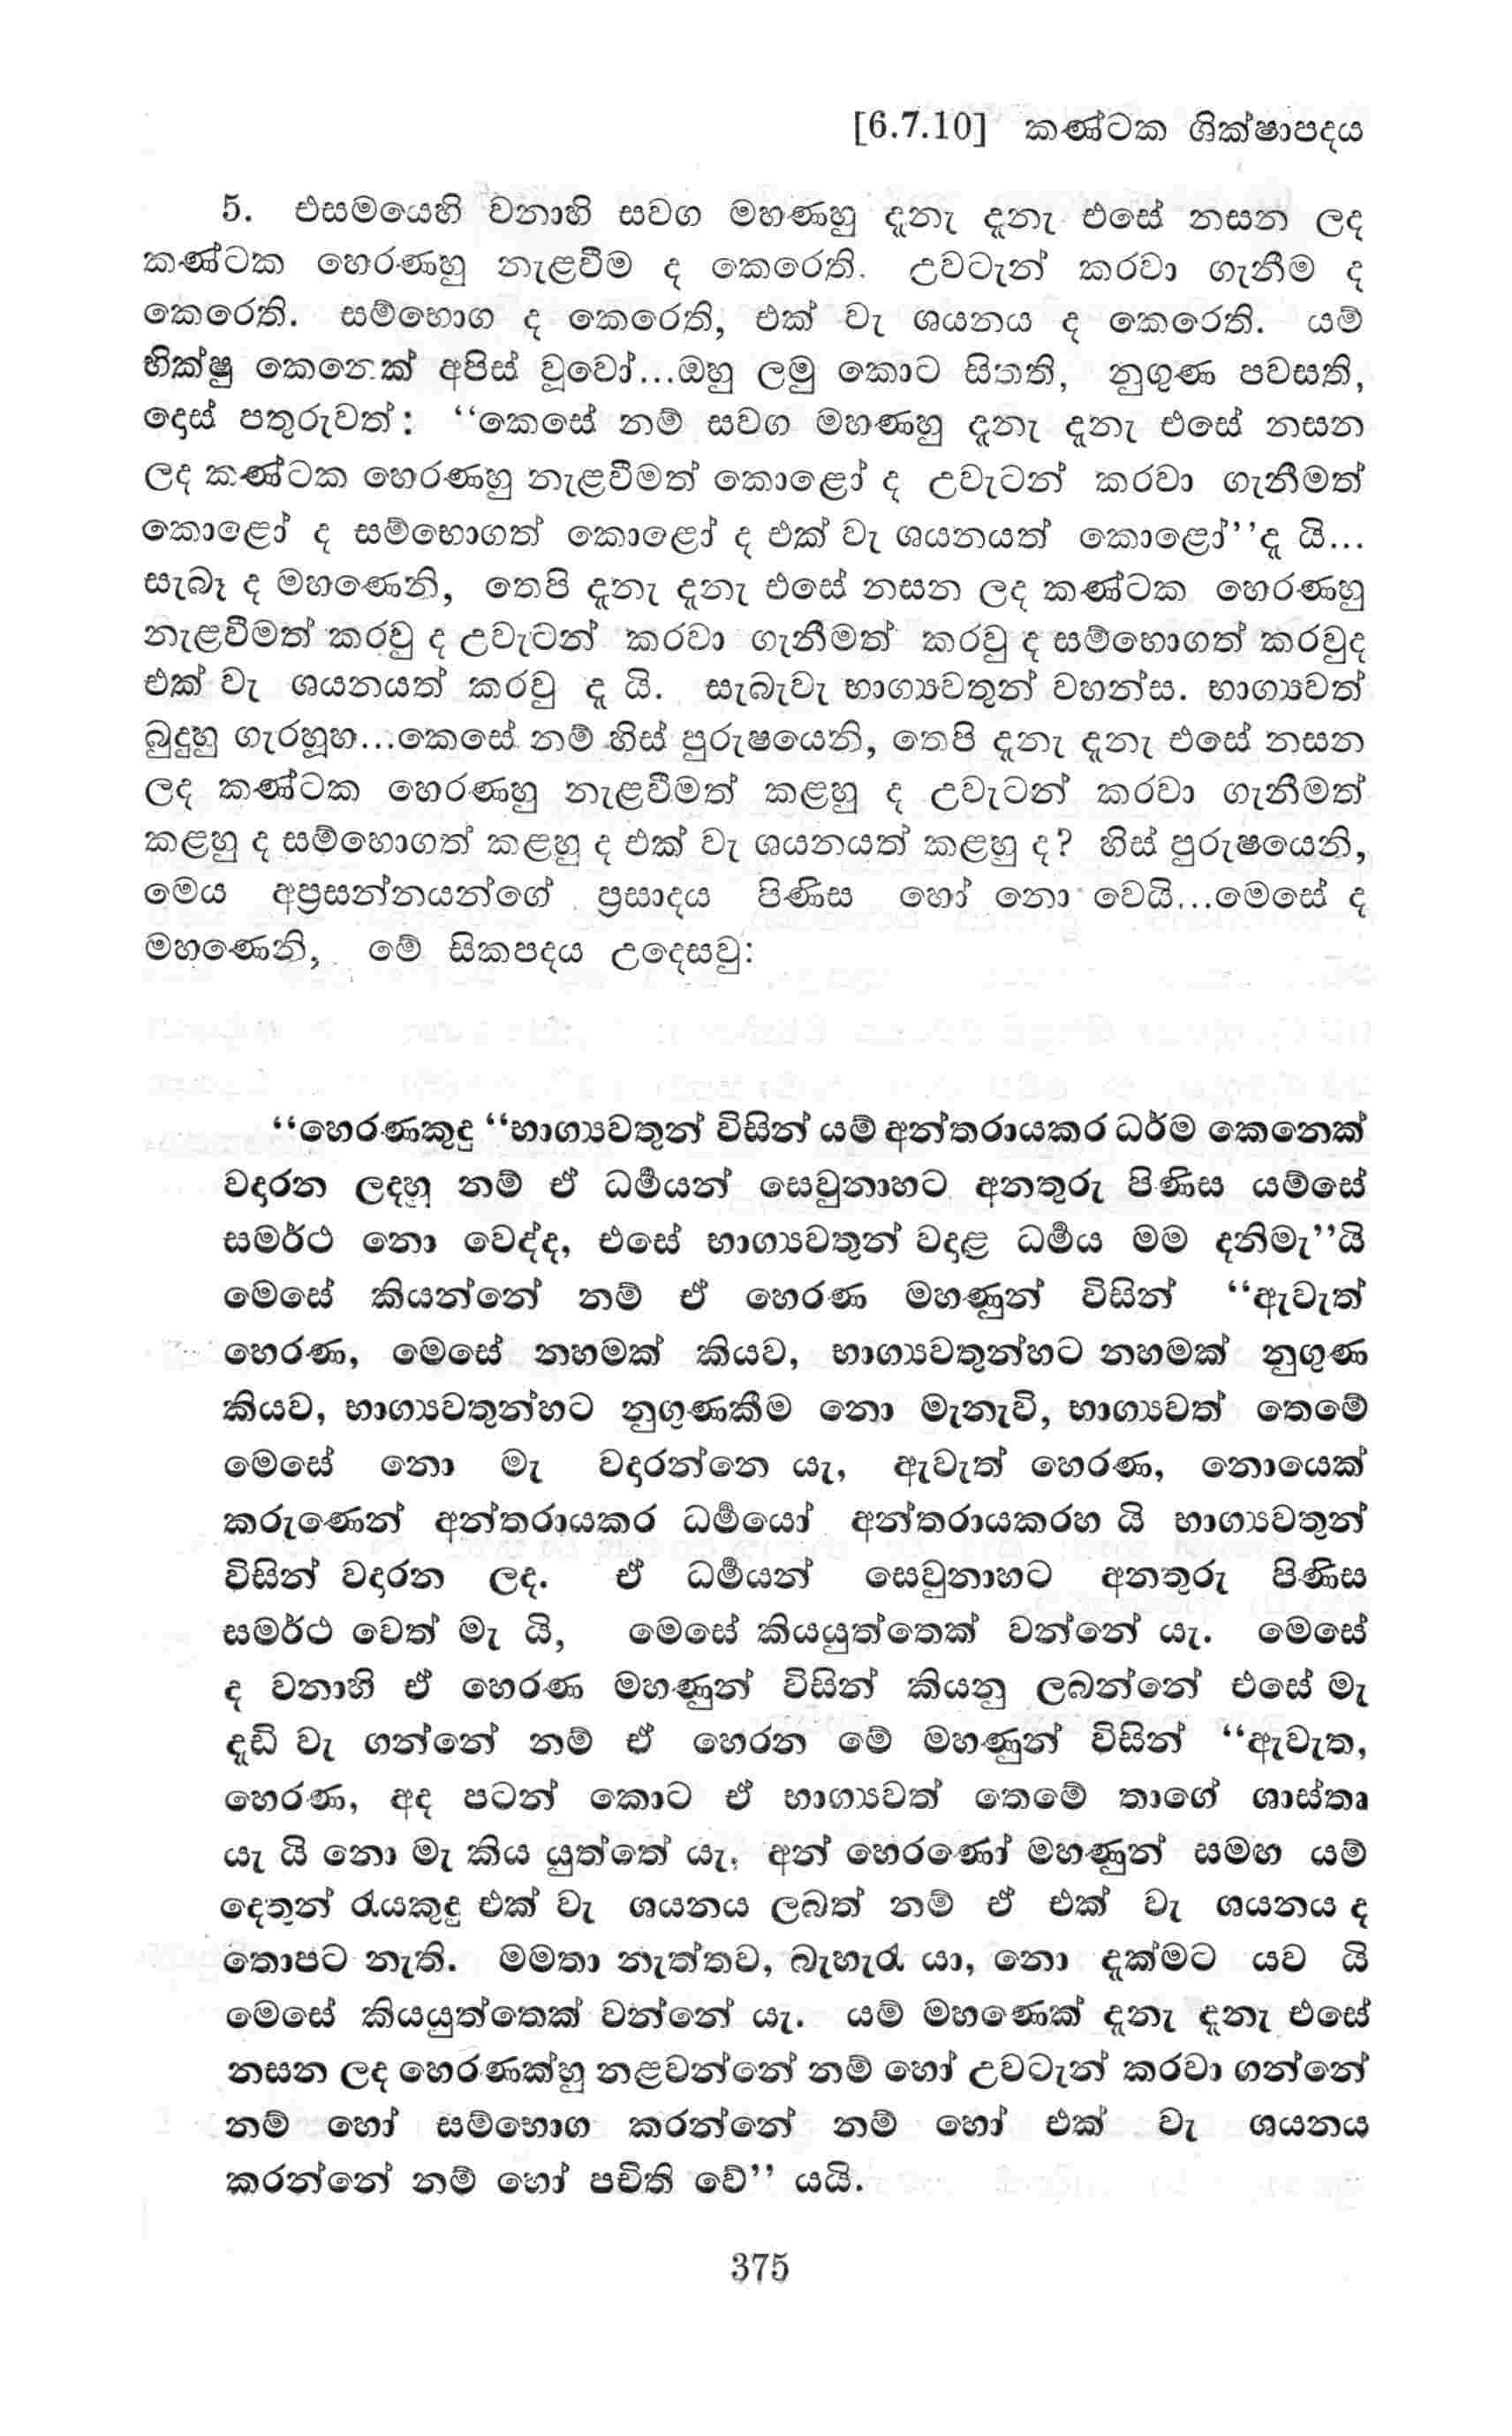 [6.7.10] කණ්ටක ශික්ෂාපදය
5. එසමයෙහි වනාහි සවග මහණහු දැනැ දැනැ එසේ නසන ලද
කණ්ටක හෙරණහු නැළවීම ද කෙරෙති. උවටැන් කරවා ගැනීම ද
කෙරෙති. සම්භොග ද කෙරෙති, එක් වැ ශයනය ද කෙරෙති. යම්
භික්ෂු කෙනෙක් අපිස් වූවෝ...ඔහු ලමු කොට සිතති, නුගුණ පවසති,
දොස් පතුරුවත්: ‘‘කෙසේ නම් සවග මහණහු දැනැ දැනැ එසේ නසන
ලද කණ්ටක හෙරණහු නැළවීමත් කොළෝ ද උවැටන් කරවා ගැනීමත්
කොළෝ ද සම්භොගත් කොළෝ ද එක් වැ ශයනයත් කොළෝ’’දැ යි...
සැබෑ ද මහණෙනි, තෙපි දැනැ දැනැ එසේ නසන ලද කණ්ටක හෙරණහු
නැළවීමත් කරවු ද උවැටන් කරවා ගැනීමත් කරවු ද සම්භොගත් කරවුද
එක් වැ ශයනයත් කරවු දැ යි. සැබැවැ භාග්‍යවතුන් වහන්ස. භාග්‍යවත්
බුදුහු ගැරහූහ...කෙසේ නම් හිස් පුරුෂයෙනි, තෙපි දැනැ දැනැ එසේ නසන
ලද කණ්ටක හෙරණහු නැළවීමත් කළහු ද උවැටන් කරවා ගැනීමත්
කළහු ද සම්භොගත් කළහු ද එක් වැ ශයනයත් කළහු ද? හිස් පුරුෂයෙනි,
මෙය අප්‍රසන්නයන්ගේ ප්‍රසාදය පිණිස හෝ නො වෙයි...මෙසේ ද
මහණෙනි, මේ සිකපදය උදෙසවු:
‘‘හෙරණකුදු ‘‘භාග්‍යවතුන් විසින් යම් අන්තරායකර ධර්ම කෙනෙක්
වදාරන ලදහු නම් ඒ ධර්‍මයන් සෙවුනාහට අනතුරු පිණිස යම්සේ
සමර්ථ නො වෙද්ද, එසේ භාග්‍යවතුන් වදාළ ධර්‍මය මම දනිමැ’’යි
මෙසේ කියන්නේ නම් ඒ හෙරණ මහණුන් විසින් ‘‘ඇවැත්
හෙරණ, මෙසේ නහමක් කියව, භාග්‍යවතුන්හට නහමක් නුගුණ
කියව, භාග්‍යවතුන්හට නුගුණකීම නො මැනැවි, භාග්‍යවත් තෙමේ
මෙසේ නො මැ වදාරන්නෙ යැ, ඇවැත් හෙරණ, නොයෙක්
කරුණෙන් අන්තරායකර ධර්‍මයෝ අන්තරායකරහ යි භාග්‍යවතුන්
විසින් වදාරන ලද. ඒ ධර්‍මයන් සෙවුනාහට අනතුරු පිණිස
සමර්ථ වෙත් මැ යි, මෙසේ කියයුත්තෙක් වන්නේ යැ. මෙසේ
ද වනාහි ඒ හෙරණ මහණුන් විසින් කියනු ලබන්නේ එසේ මැ
දැඩි වැ ගන්නේ නම් ඒ හෙරන මේ මහණුන් විසින් ‘‘ඇවැත,
හෙරණ, අද පටන් කොට ඒ භාග්‍යවත් තෙමේ තාගේ ශාස්තෘ
යැ යි නො මැ කිය යුත්තේ යැ, අන් හෙරණෝ මහණුන් සමඟ යම්
දෙතුන් රැයකුදු එක් වැ ශයනය ලබත් නම් ඒ එක් වැ ශයනය ද
තොපට නැති. මමතා නැත්තව, බැහැර යා, නො දැක්මට යව යි
මෙසේ කියයුත්තෙක් වන්නේ යැ. යම් මහණෙක් දැනැ දැනැ එසේ
නසන ලද හෙරණක්හු නළවන්නේ නම් හෝ උවටැන් කරවා ගන්නේ
නම් හෝ සම්භොග කරන්නේ නම් හෝ එක් වැ ශයනය
කරන්නේ නම් හෝ පචිති වේ’’ යයි.
375